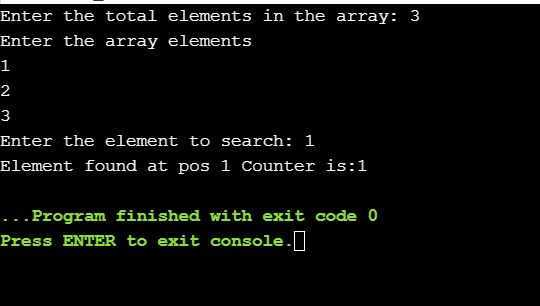 Enter the total elements in the array: 3
Enter the array elements
1
2
3
Enter the element to search: 1
Element found at pos 1 Counter is:1
...Program finished with exit code 0
Press ENTER to exit console.